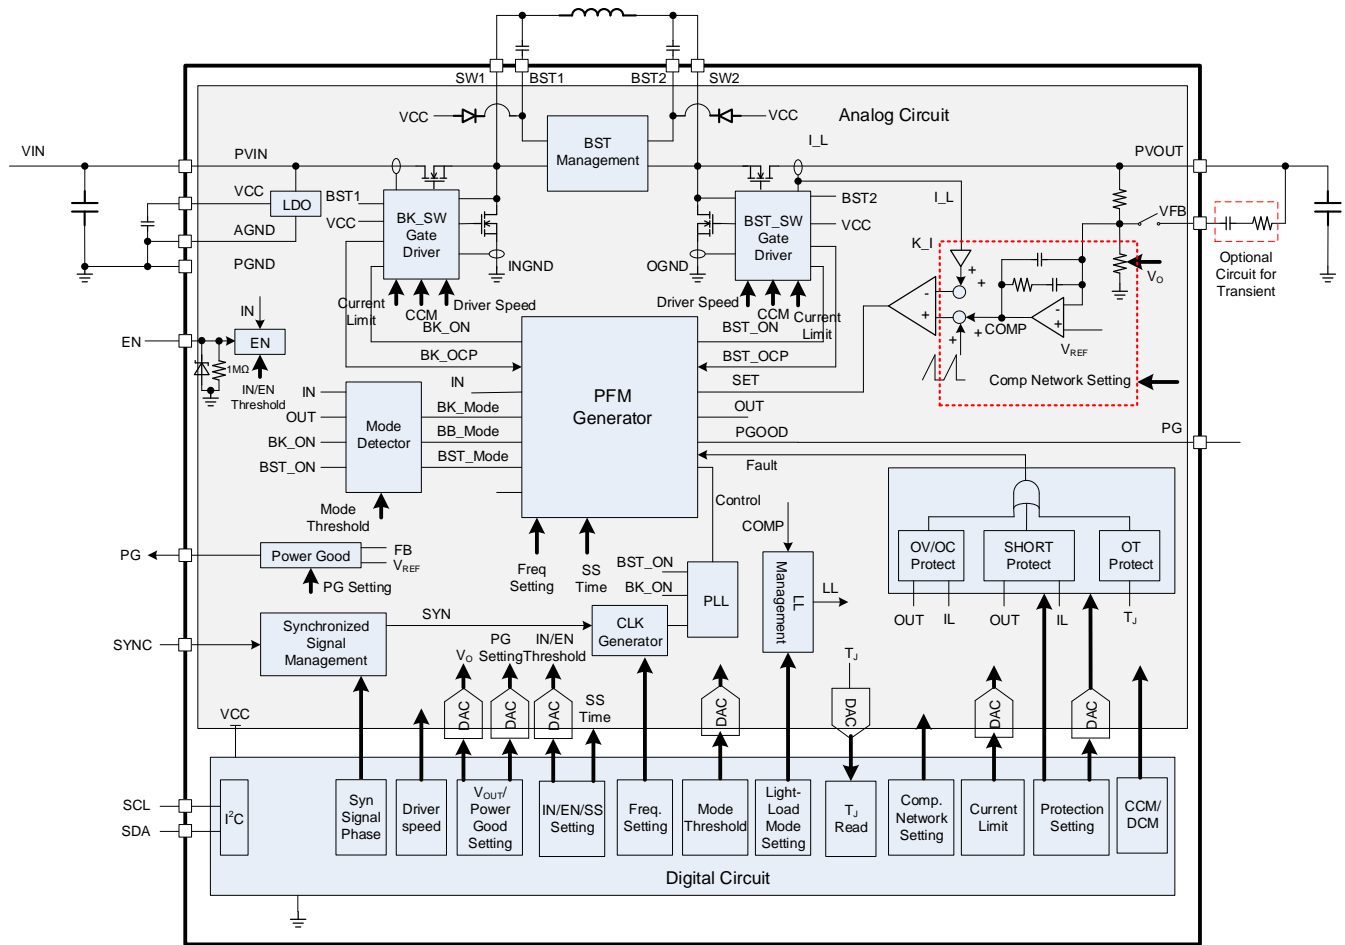 SW1
BST1
BST2
SW2
VCC
VCC
Analog Circuit
BST
Management
I_L
VIN
PVIN
PVOUT
VCC
LDO
BST1
VCC
BK_SW
Gate
Driver
BST_SW
Gate
Driver
BST2
VCC
I_L
K_I
VFB
AGND
PGND
INGND
OGND
Optional
Circuit for
Transient
VO
Current
Limit
CCM
Driver Speed
Driver Speed
CCM
Current
Limit
+
+
+
+
-
+
-
+
COMP
VREF
Comp Network Setting
IN
EN
EN
1MΩ
IN/EN
Threshold
BK_ON
BK_OCP
IN
BST_ON
BST_OCP
SET
OUT
PGOOD
PG
Fault
PFM
Generator
IN
OUT
BK_ON
BST_ON
Mode
Detector
BK_Mode
BB_Mode
BST_Mode
Mode
Threshold
Control
COMP
Freq
Setting
SS
Time
PG
Power Good
FB
VREF
PG Setting
BST_ON
BK_ON
PLL
LL
Management
LL
OV/OC
Protect
SHORT
Protect
OT
Protect
OUT
IL
OUT
IL
TJ
SYNC
Synchronized
Signal
Management
SYN
CLK
Generator
VO
PG
Setting
IN/EN
Threshold
SS
Time
TJ
DAC
DAC
DAC
DAC
DAC
DAC
DAC
VCC
SCL
SDA
I2C
Syn
Signal
Phase
Driver
speed
VOUT/
Power
Good
Setting
IN/EN/SS
Setting
Freq.
Setting
Mode
Threshold
Light-
Load
Mode
Setting
TJ
Read
Comp.
Network
Setting
Current
Limit
Protection
Setting
CCM/
DCM
Digital Circuit